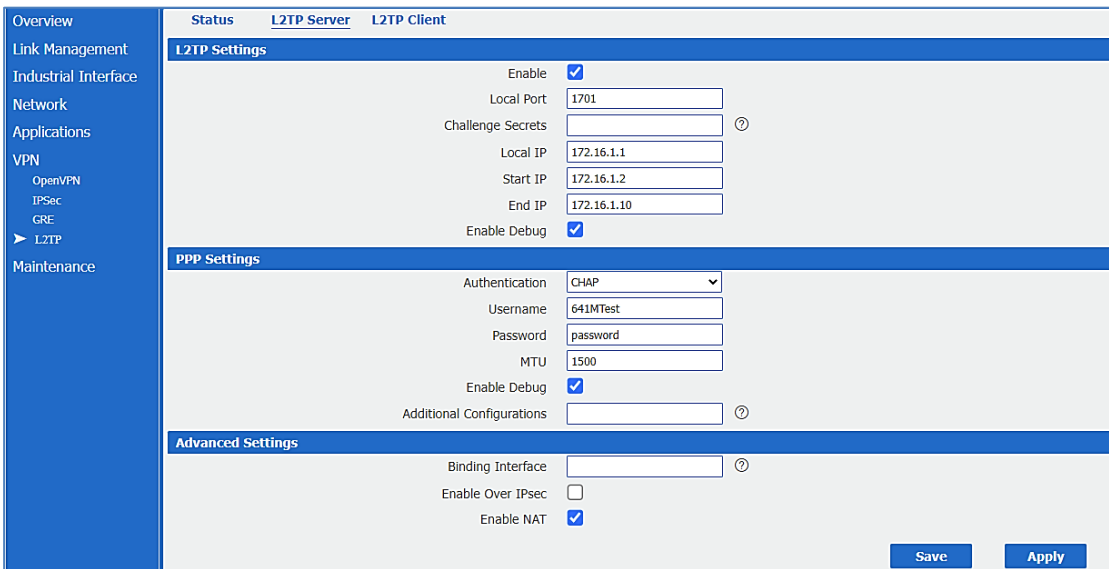 Overview
Link Management
Industrial Interface
Network
Applications
VPN
OpenVPN
IPSec
GRE
➤ L2TP
Maintenance
Status L2TP Server L2TP Client
L2TP Settings
Enable
Local Port 1701
Challenge Secrets ?
Local IP 172.16.1.1
Start IP 172.16.1.2
End IP 172.16.1.10
Enable Debug
PPP Settings
Authentication CHAP
Username 641MTest
Password password
MTU 1500
Enable Debug
Additional Configurations ?
Advanced Settings
Binding Interface ?
Enable Over IPsec
Enable NAT
Save Apply